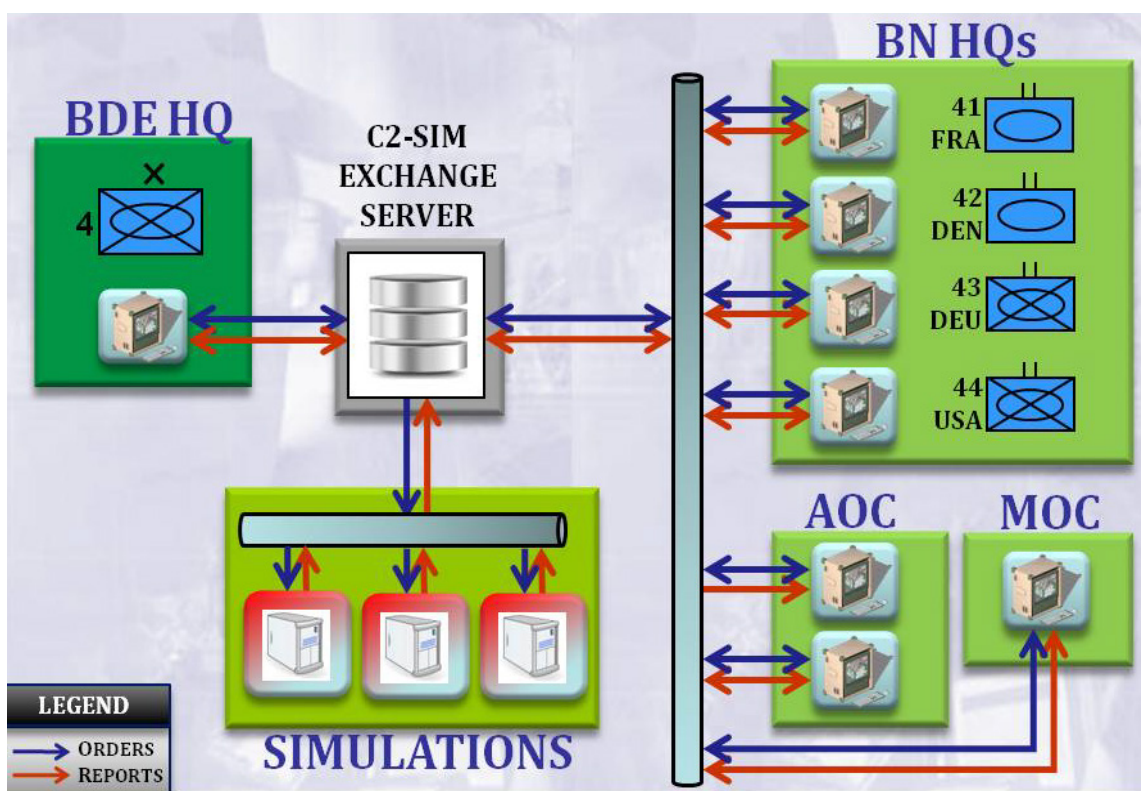 BN HQs
BDE HQ
4
C2-SIM
EXCHANGE
SERVER
41
FRA
42
DEN
43
DEU
44
USA
AOC
MOC
SIMULATIONS
LEGEND
ORDERS
REPORTS